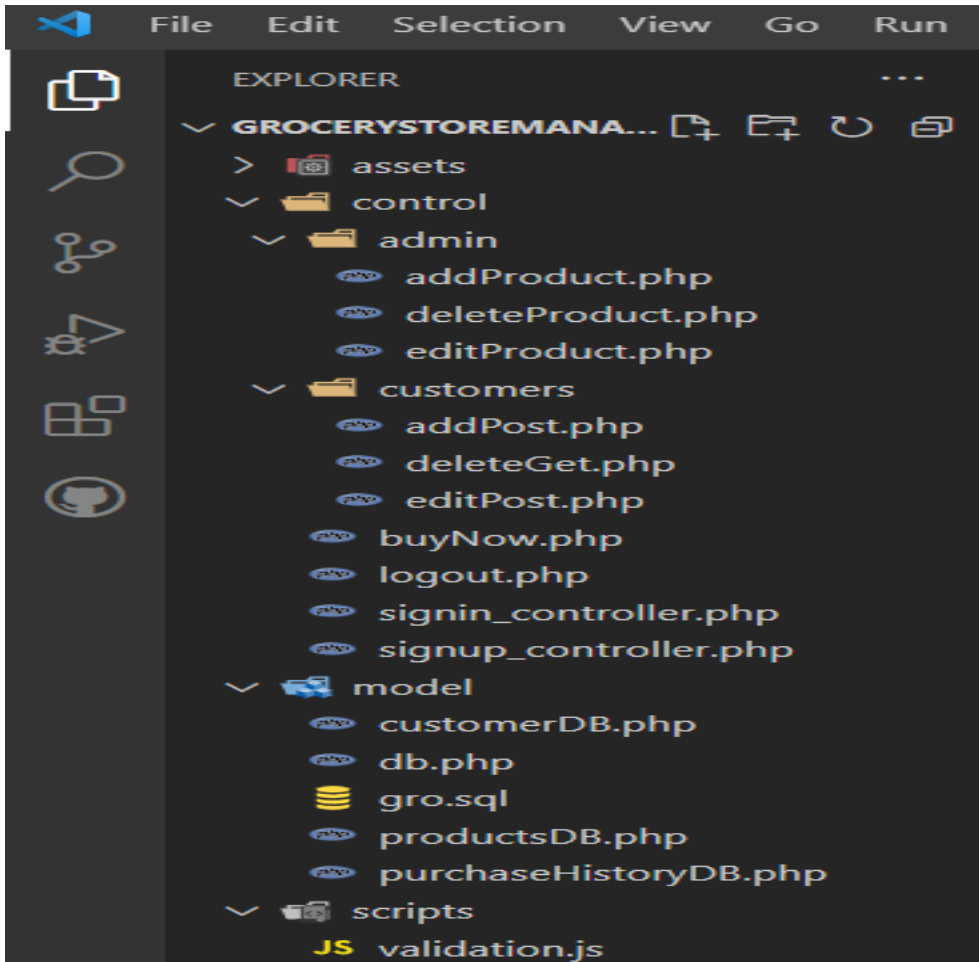 File Edit Selection View Go Run
EXPLORER ...
GROCERYSTOREMANA...
assets
control
admin
addProduct.php
deleteProduct.php
editProduct.php
customers
addPost.php
deleteGet.php
editPost.php
buyNow.php
logout.php
signin_controller.php
signup_controller.php
model
customerDB.php
db.php
gro.sql
productsDB.php
purchaseHistoryDB.php
scripts
JS validation.js